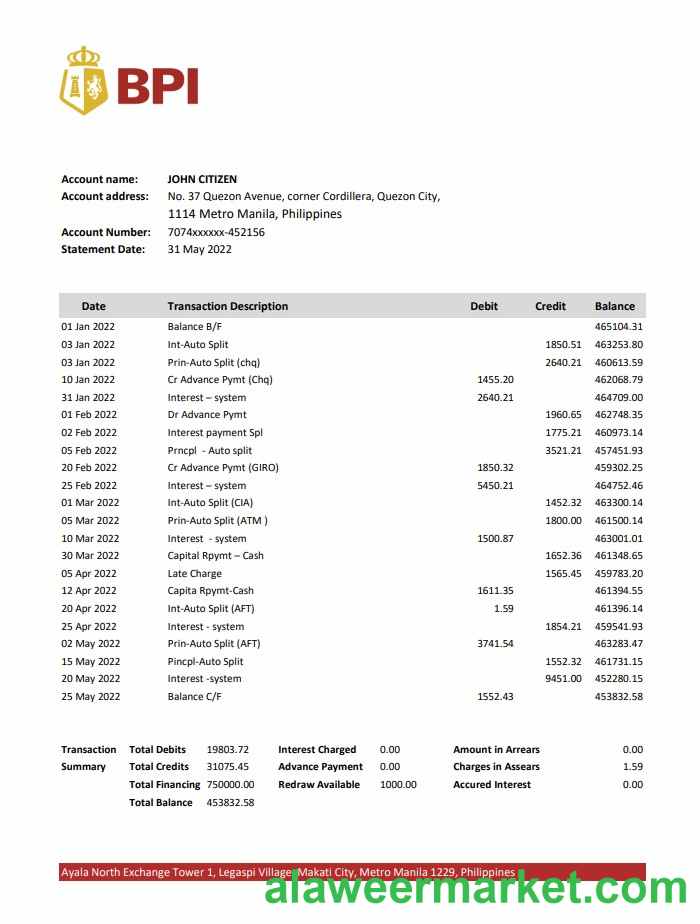 BPI
Account name: JOHN CITIZEN
Account address: No. 37 Quezon Avenue, corner Cordillera, Quezon City,
1114 Metro Manila, Philippines
Account Number: 7074xxxxxx-452156
Statement Date: 31 May 2022
Date Transaction Description Debit Credit Balance
01 Jan 2022 Balance B/F 465104.31
03 Jan 2022 Int-Auto Split 1850.51 463253.80
03 Jan 2022 Prin-Auto Split (chq) 2640.21 460613.59
10 Jan 2022 Cr Advance Pymt (Chq) 1455.20 462068.79
31 Jan 2022 Interest – system 2640.21 464709.00
01 Feb 2022 Dr Advance Pymt 1960.65 462748.35
02 Feb 2022 Interest payment Spl 1775.21 460973.14
05 Feb 2022 Prncpl - Auto split 3521.21 457451.93
20 Feb 2022 Cr Advance Pymt (GIRO) 1850.32 459302.25
25 Feb 2022 Interest – system 5450.21 464752.46
01 Mar 2022 Int-Auto Split (CIA) 1452.32 463300.14
05 Mar 2022 Prin-Auto Split (ATM ) 1800.00 461500.14
10 Mar 2022 Interest - system 1500.87 463001.01
30 Mar 2022 Capital Rpymt – Cash 1652.36 461348.65
05 Apr 2022 Late Charge 1565.45 459783.20
12 Apr 2022 Capita Rpymt-Cash 1611.35 461394.55
20 Apr 2022 Int-Auto Split (AFT) 1.59 461396.14
25 Apr 2022 Interest - system 1854.21 459541.93
02 May 2022 Prin-Auto Split (AFT) 3741.54 463283.47
15 May 2022 Pincpl-Auto Split 1552.32 461731.15
20 May 2022 Interest -system 9451.00 452280.15
25 May 2022 Balance C/F 1552.43 453832.58
Transaction Total Debits 19803.72 Interest Charged 0.00 Amount in Arrears 0.00
Summary Total Credits 31075.45 Advance Payment 0.00 Charges in Assears 1.59
Total Financing 750000.00 Redraw Available 1000.00 Accured Interest 0.00
Total Balance 453832.58
Ayala North Exchange Tower 1, Legaspi Village, Makati City, Metro Manila 1229, Philippines
alaweermarket.com